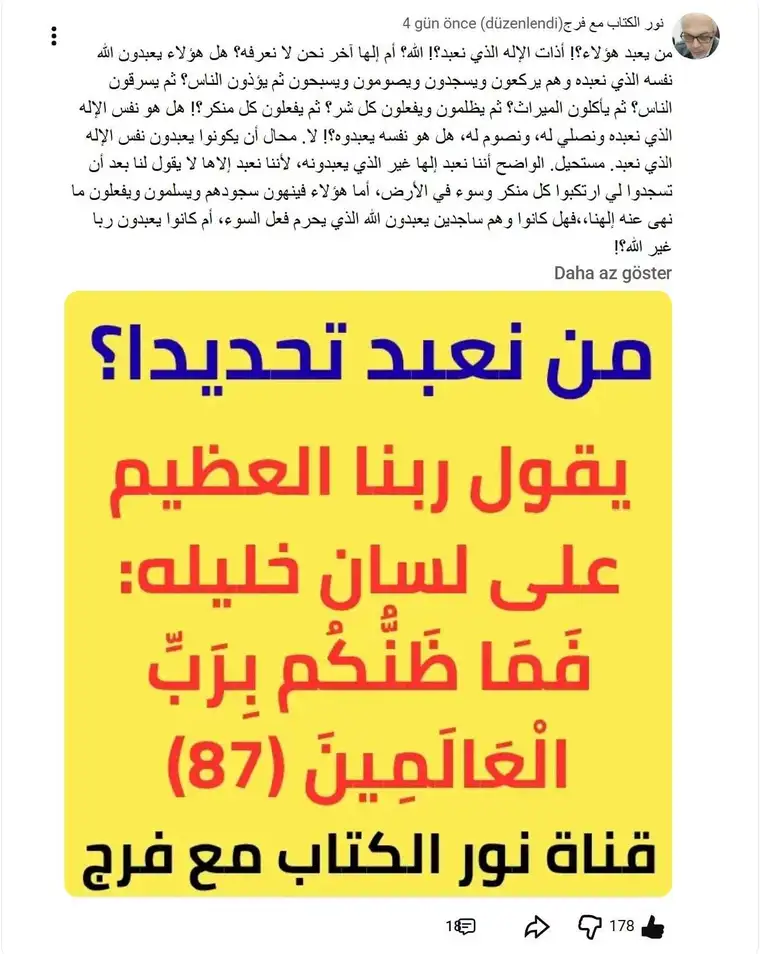 نور الكتاب مع فرج(düzenlendi) 4 gün önce
من يعبد هؤلاء؟! أذات الإله الذي نعبد؟! الله؟ أم إلها آخر نحن لا نعرفه؟ هل هؤلاء يعبدون الله
نفسه الذي نعبده وهم يركعون ويسجدون ويصومون ويسبحون ثم يؤذون الناس؟ ثم يسرقون
الناس؟ ثم يأكلون الميراث؟ ثم يظلمون ويفعلون كل شر؟ ثم يفعلون كل منكر؟! هل هو نفس الإله
الذي نعبده ونصلي له، ونصوم له، هل هو نفسه يعبدوه؟! لا. محال أن يكونوا يعبدون نفس الإله
الذي نعبد. مستحيل. الواضح أننا نعبد إلها غير الذي يعبدونه، لأننا نعبد إلاها لا يقول لنا بعد أن
تسجدوا لي ارتكبوا كل منكر وسوء في الأرض، أما هؤلاء فينهون سجودهم ويسلمون ويفعلون ما
نهى عنه إلهنا،،فهل كانوا وهم ساجدين يعبدون الله الذي يحرم فعل السوء، أم كانوا يعبدون ربا
غير الله؟!
Daha az göster
من نعبد تحديدا؟
يقول ربنا العظيم
على لسان خليله:
فَمَا ظَنُّكُم بِرَبِّ
الْعَالَمِينَ (87)
قناة نور الكتاب مع فرج
178
18